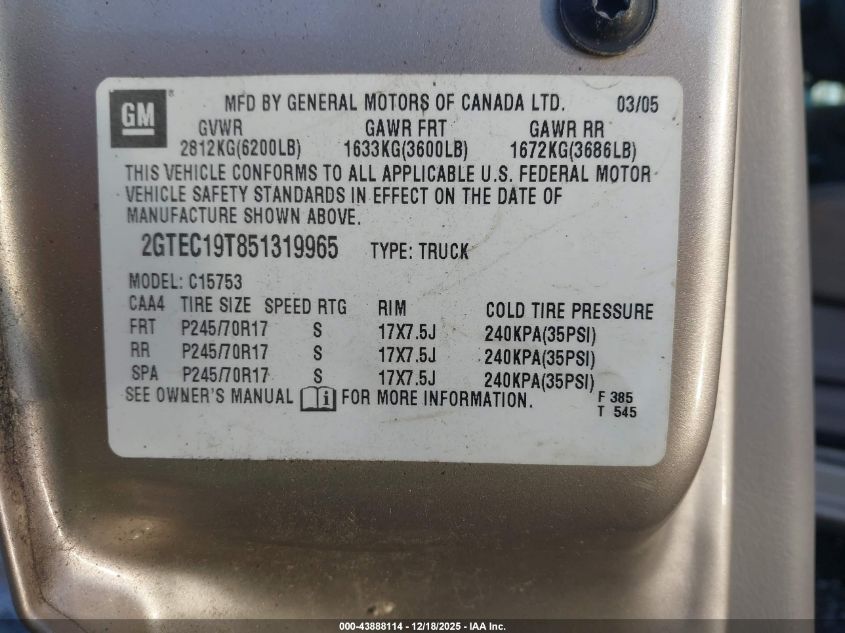 GM ® MFD BY GENERAL MOTORS OF CANADA LTD. 03/05
GVWR GAWR FRT GAWR RR
2812KG(6200LB) 1633KG(3600LB) 1672KG(3686LB)
THIS VEHICLE CONFORMS TO ALL APPLICABLE U.S. FEDERAL MOTOR
VEHICLE SAFETY STANDARDS IN EFFECT ON THE DATE OF
MANUFACTURE SHOWN ABOVE.
2GTEC19T851319965 TYPE: TRUCK
MODEL: C15753
CAA4 TIRE SIZE SPEED RTG RIM COLD TIRE PRESSURE
FRT P245/70R17 S 17X7.5J 240KPA(35PSI)
RR P245/70R17 S 17X7.5J 240KPA(35PSI)
SPA P245/70R17 S 17X7.5J 240KPA(35PSI)
SEE OWNER'S MANUAL i FOR MORE INFORMATION. F 385
T 545
000-43888114 - 12/18/2025 - IAA Inc.